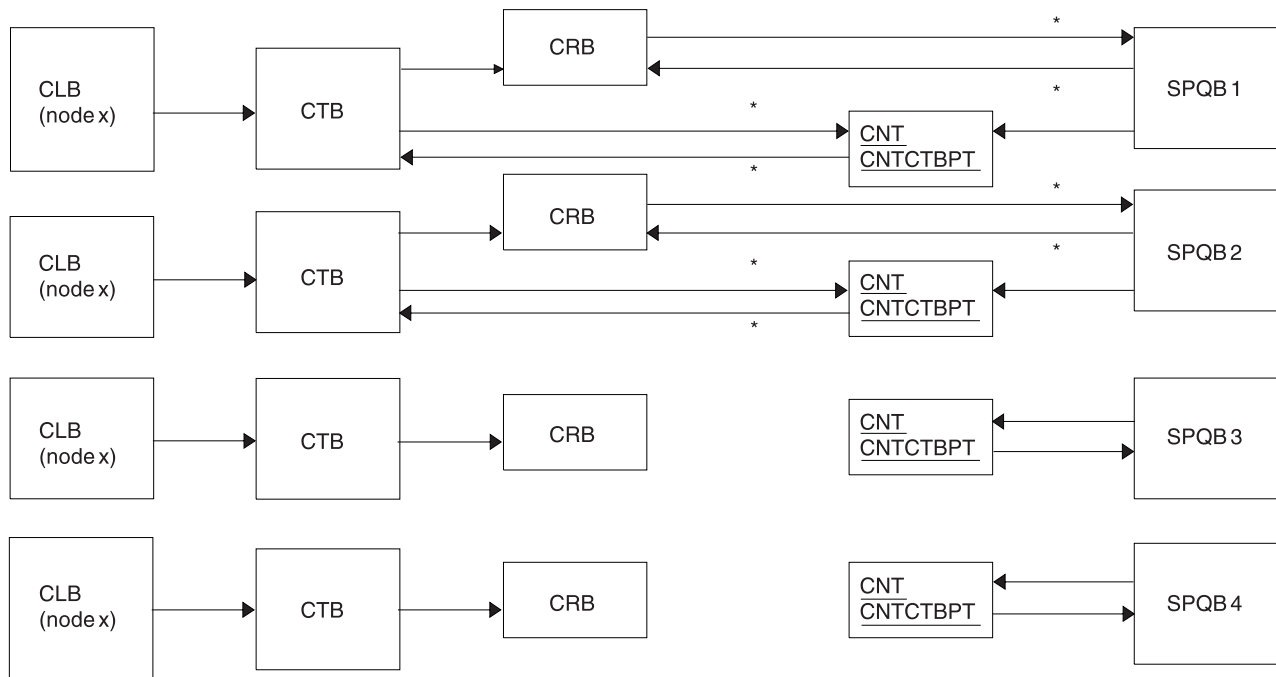 CLB
(node x)
CTB
CRB
*
*
*
*
CNT
CNTCTBPT
SPQB 1
CLB
(node x)
CTB
CRB
*
*
*
*
CNT
CNTCTBPT
SPQB 2
CLB
(node x)
CTB
CRB
CNT
CNTCTBPT
SPQB 3
CLB
(node x)
CTB
CRB
CNT
CNTCTBPT
SPQB 4